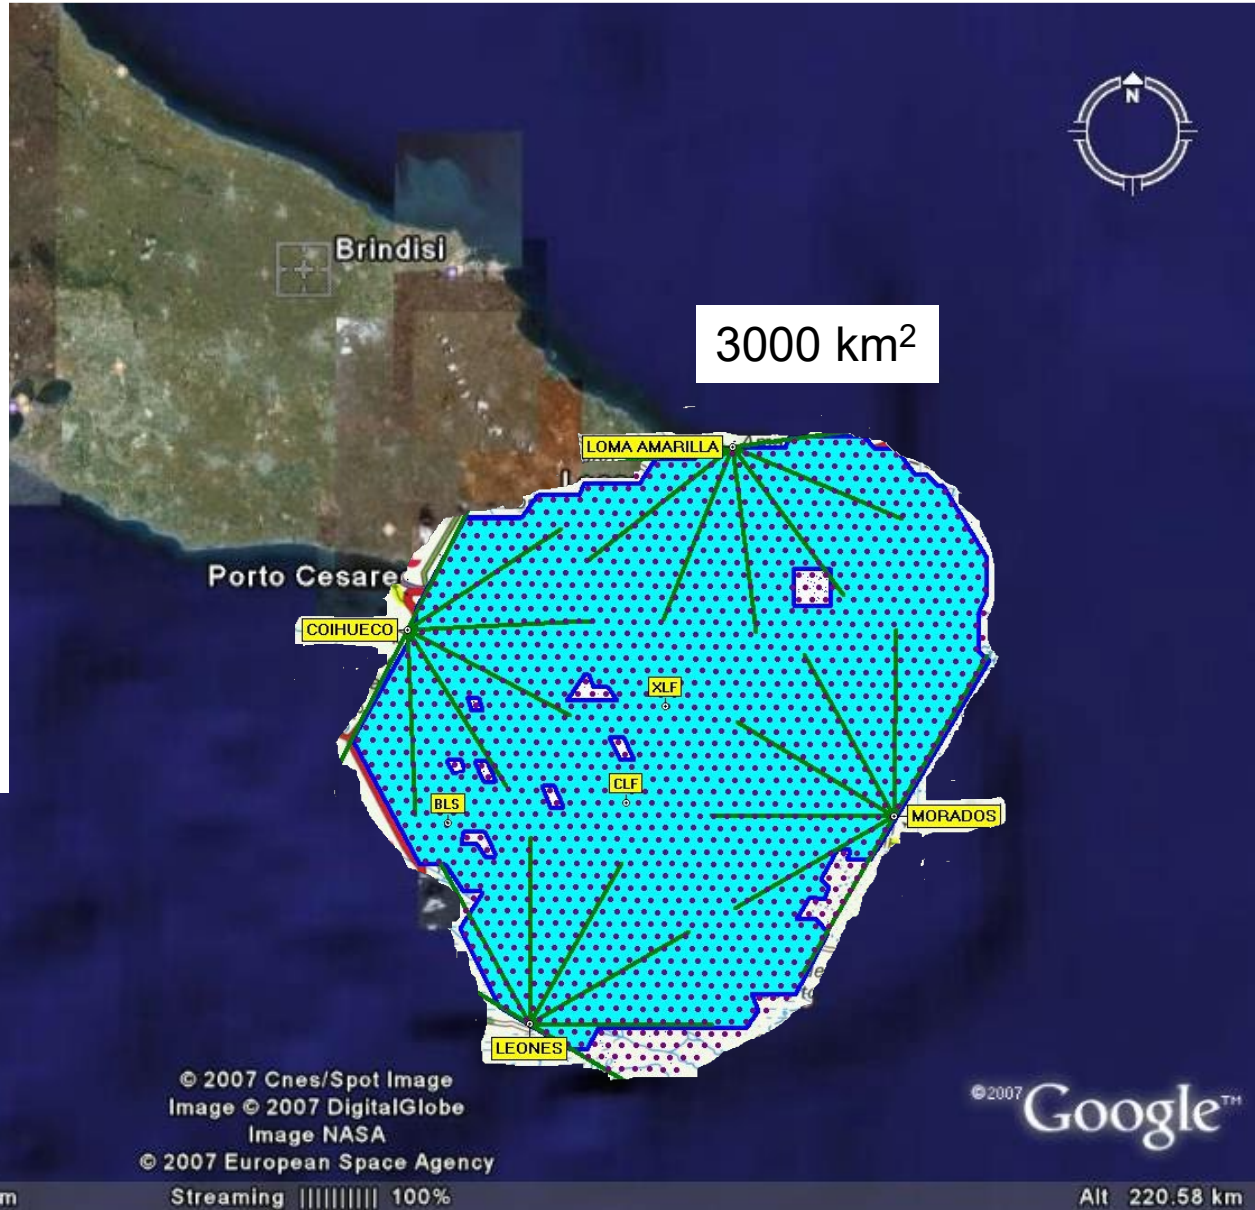 N
Brindisi
3000 km²
LOMA AMARILLA
Porto Cesare
COIHUECO
XLF
CLF
BLS
MORADOS
LEONES
© 2007 Cnes/Spot Image
Image © 2007 DigitalGlobe
Image NASA
© 2007 European Space Agency
©2007 Google™
m
Streaming |||||||||| 100%
Alt 220.58 km